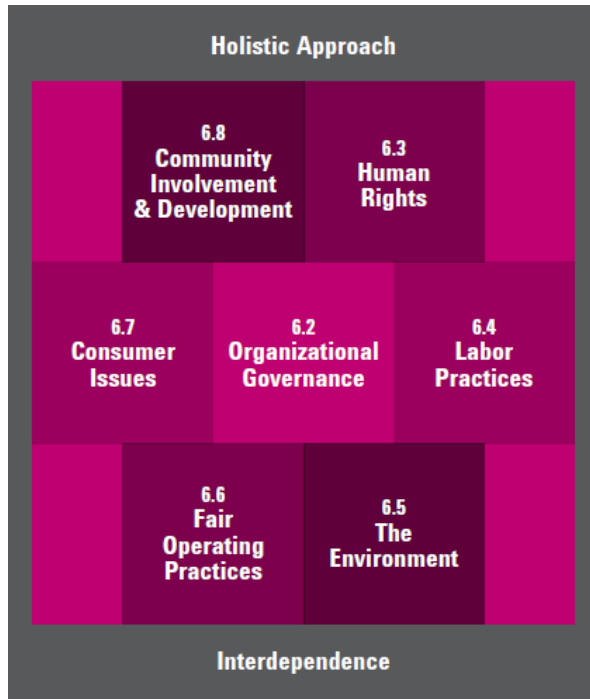 Holistic Approach
6.8
Community
Involvement
& Development
6.3
Human
Rights
6.7
Consumer
Issues
6.2
Organizational
Governance
6.4
Labor
Practices
6.6
Fair
Operating
Practices
6.5
The
Environment
Interdependence